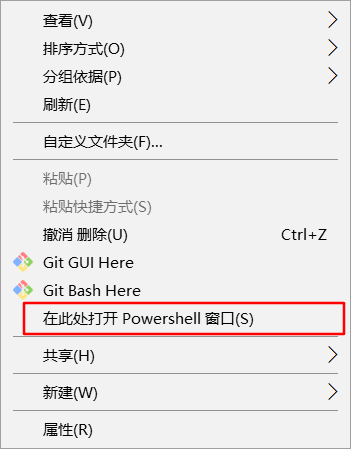 查看(V)
排序方式(O)
分组依据(P)
刷新(E)
自定义文件夹(F)...
粘贴(P)
粘贴快捷方式(S)
撤消 删除(U) Ctrl+Z
Git GUI Here
Git Bash Here
在此处打开 Powershell 窗口(S)
共享(H)
新建(W)
属性(R)